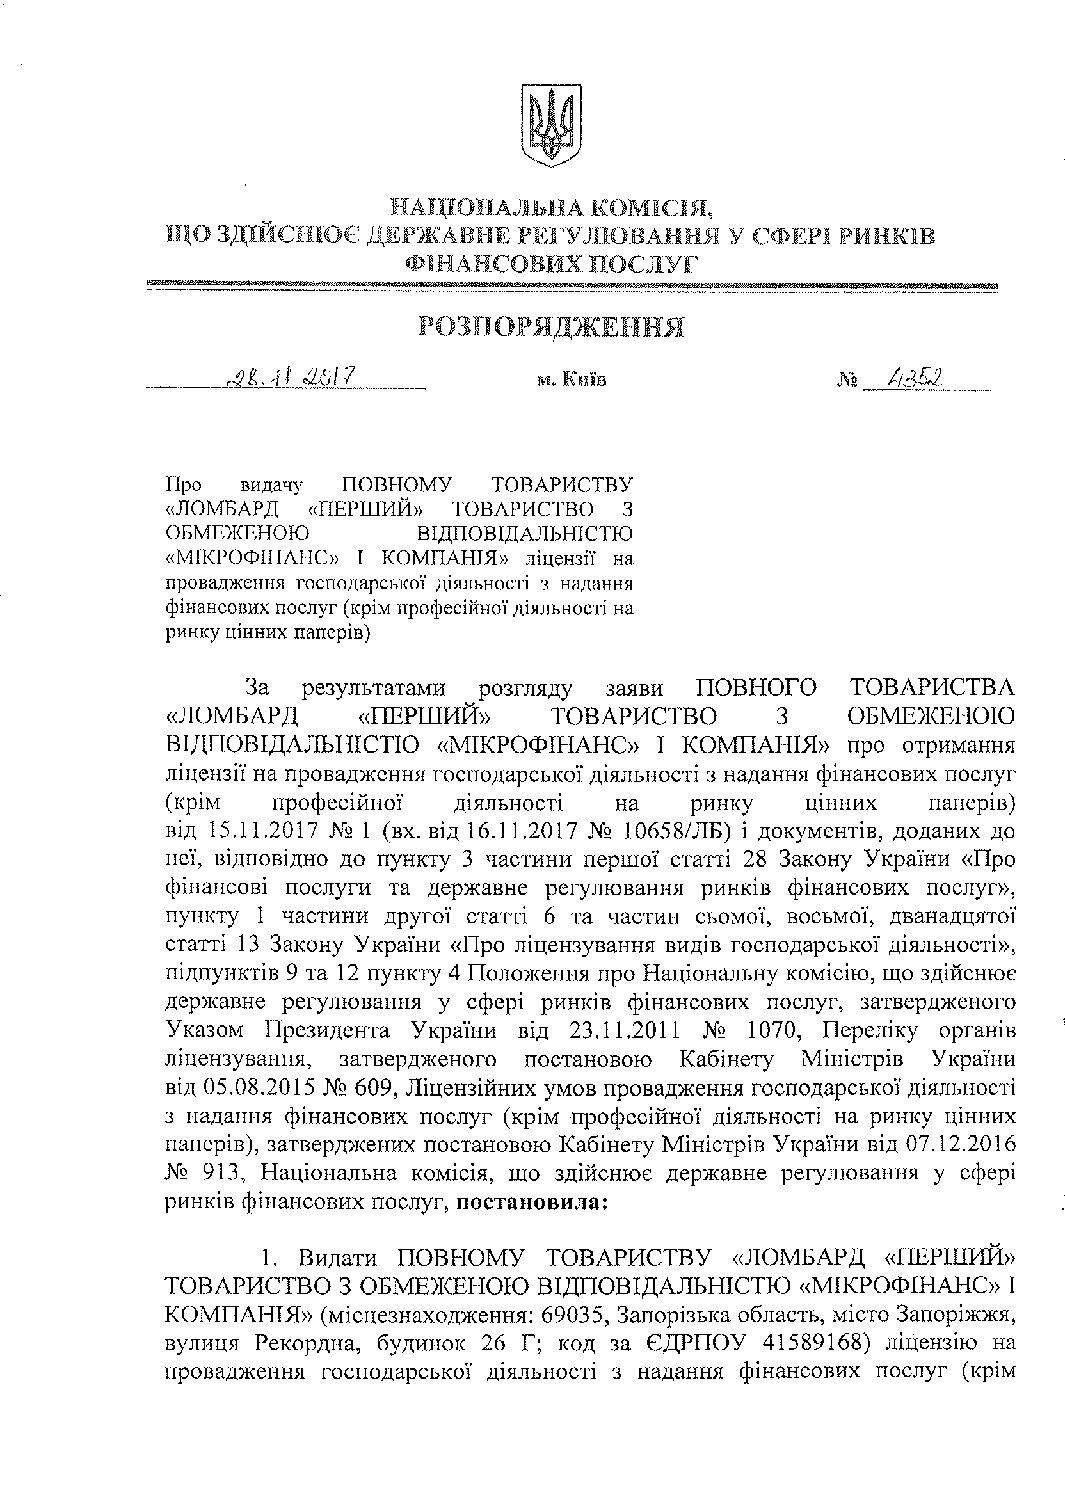 НАЦІОНАЛЬНА КОМІСІЯ,
ЩО ЗДІЙСНЮЄ ДЕРЖАВНЕ РЕГУЛЮВАННЯ У СФЕРІ РИНКІВ
ФІНАНСОВИХ ПОСЛУГ
РОЗПОРЯДЖЕННЯ
28.11 2017 м. Київ № 4352
Про видачу ПОВНОМУ ТОВАРИСТВУ
«ЛОМБАРД «ПЕРШИЙ» ТОВАРИСТВО З
ОБМЕЖЕНОЮ ВІДПОВІДАЛЬНІСТЮ
«МІКРОФІНАНС» І КОМПАНІЯ» ліцензії на
провадження господарської діяльності з надання
фінансових послуг (крім професійної діяльності на
ринку цінних паперів)
За результатами розгляду заяви ПОВНОГО ТОВАРИСТВА
«ЛОМБАРД «ПЕРШИЙ» ТОВАРИСТВО З ОБМЕЖЕНОЮ
ВІДПОВІДАЛЬНІСТЮ «МІКРОФІНАНС» І КОМПАНІЯ» про отримання
ліцензії на провадження господарської діяльності з надання фінансових послуг
(крім професійної діяльності на ринку цінних паперів)
від 15.11.2017 № 1 (вх. від 16.11.2017 № 10658/ЛБ) і документів, доданих до
неї, відповідно до пункту 3 частини першої статті 28 Закону України «Про
фінансові послуги та державне регулювання ринків фінансових послуг»,
пункту 1 частини другої статті 6 та частин сьомої, восьмої, дванадцятої
статті 13 Закону України «Про ліцензування видів господарської діяльності»,
підпунктів 9 та 12 пункту 4 Положення про Національну комісію, що здійснює
державне регулювання у сфері ринків фінансових послуг, затвердженого
Указом Президента України від 23.11.2011 № 1070, Переліку органів
ліцензування, затвердженого постановою Кабінету Міністрів України
від 05.08.2015 № 609, Ліцензійних умов провадження господарської діяльності
з надання фінансових послуг (крім професійної діяльності на ринку цінних
паперів), затверджених постановою Кабінету Міністрів України від 07.12.2016
№ 913, Національна комісія, що здійснює державне регулювання у сфері
ринків фінансових послуг, постановила:
1. Видати ПОВНОМУ ТОВАРИСТВУ «ЛОМБАРД «ПЕРШИЙ»
ТОВАРИСТВО З ОБМЕЖЕНОЮ ВІДПОВІДАЛЬНІСТЮ «МІКРОФІНАНС» І
КОМПАНІЯ» (місцезнаходження: 69035, Запорізька область, місто Запоріжжя,
вулиця Рекордна, будинок 26 Г; код за ЄДРПОУ 41589168) ліцензію на
провадження господарської діяльності з надання фінансових послуг (крім